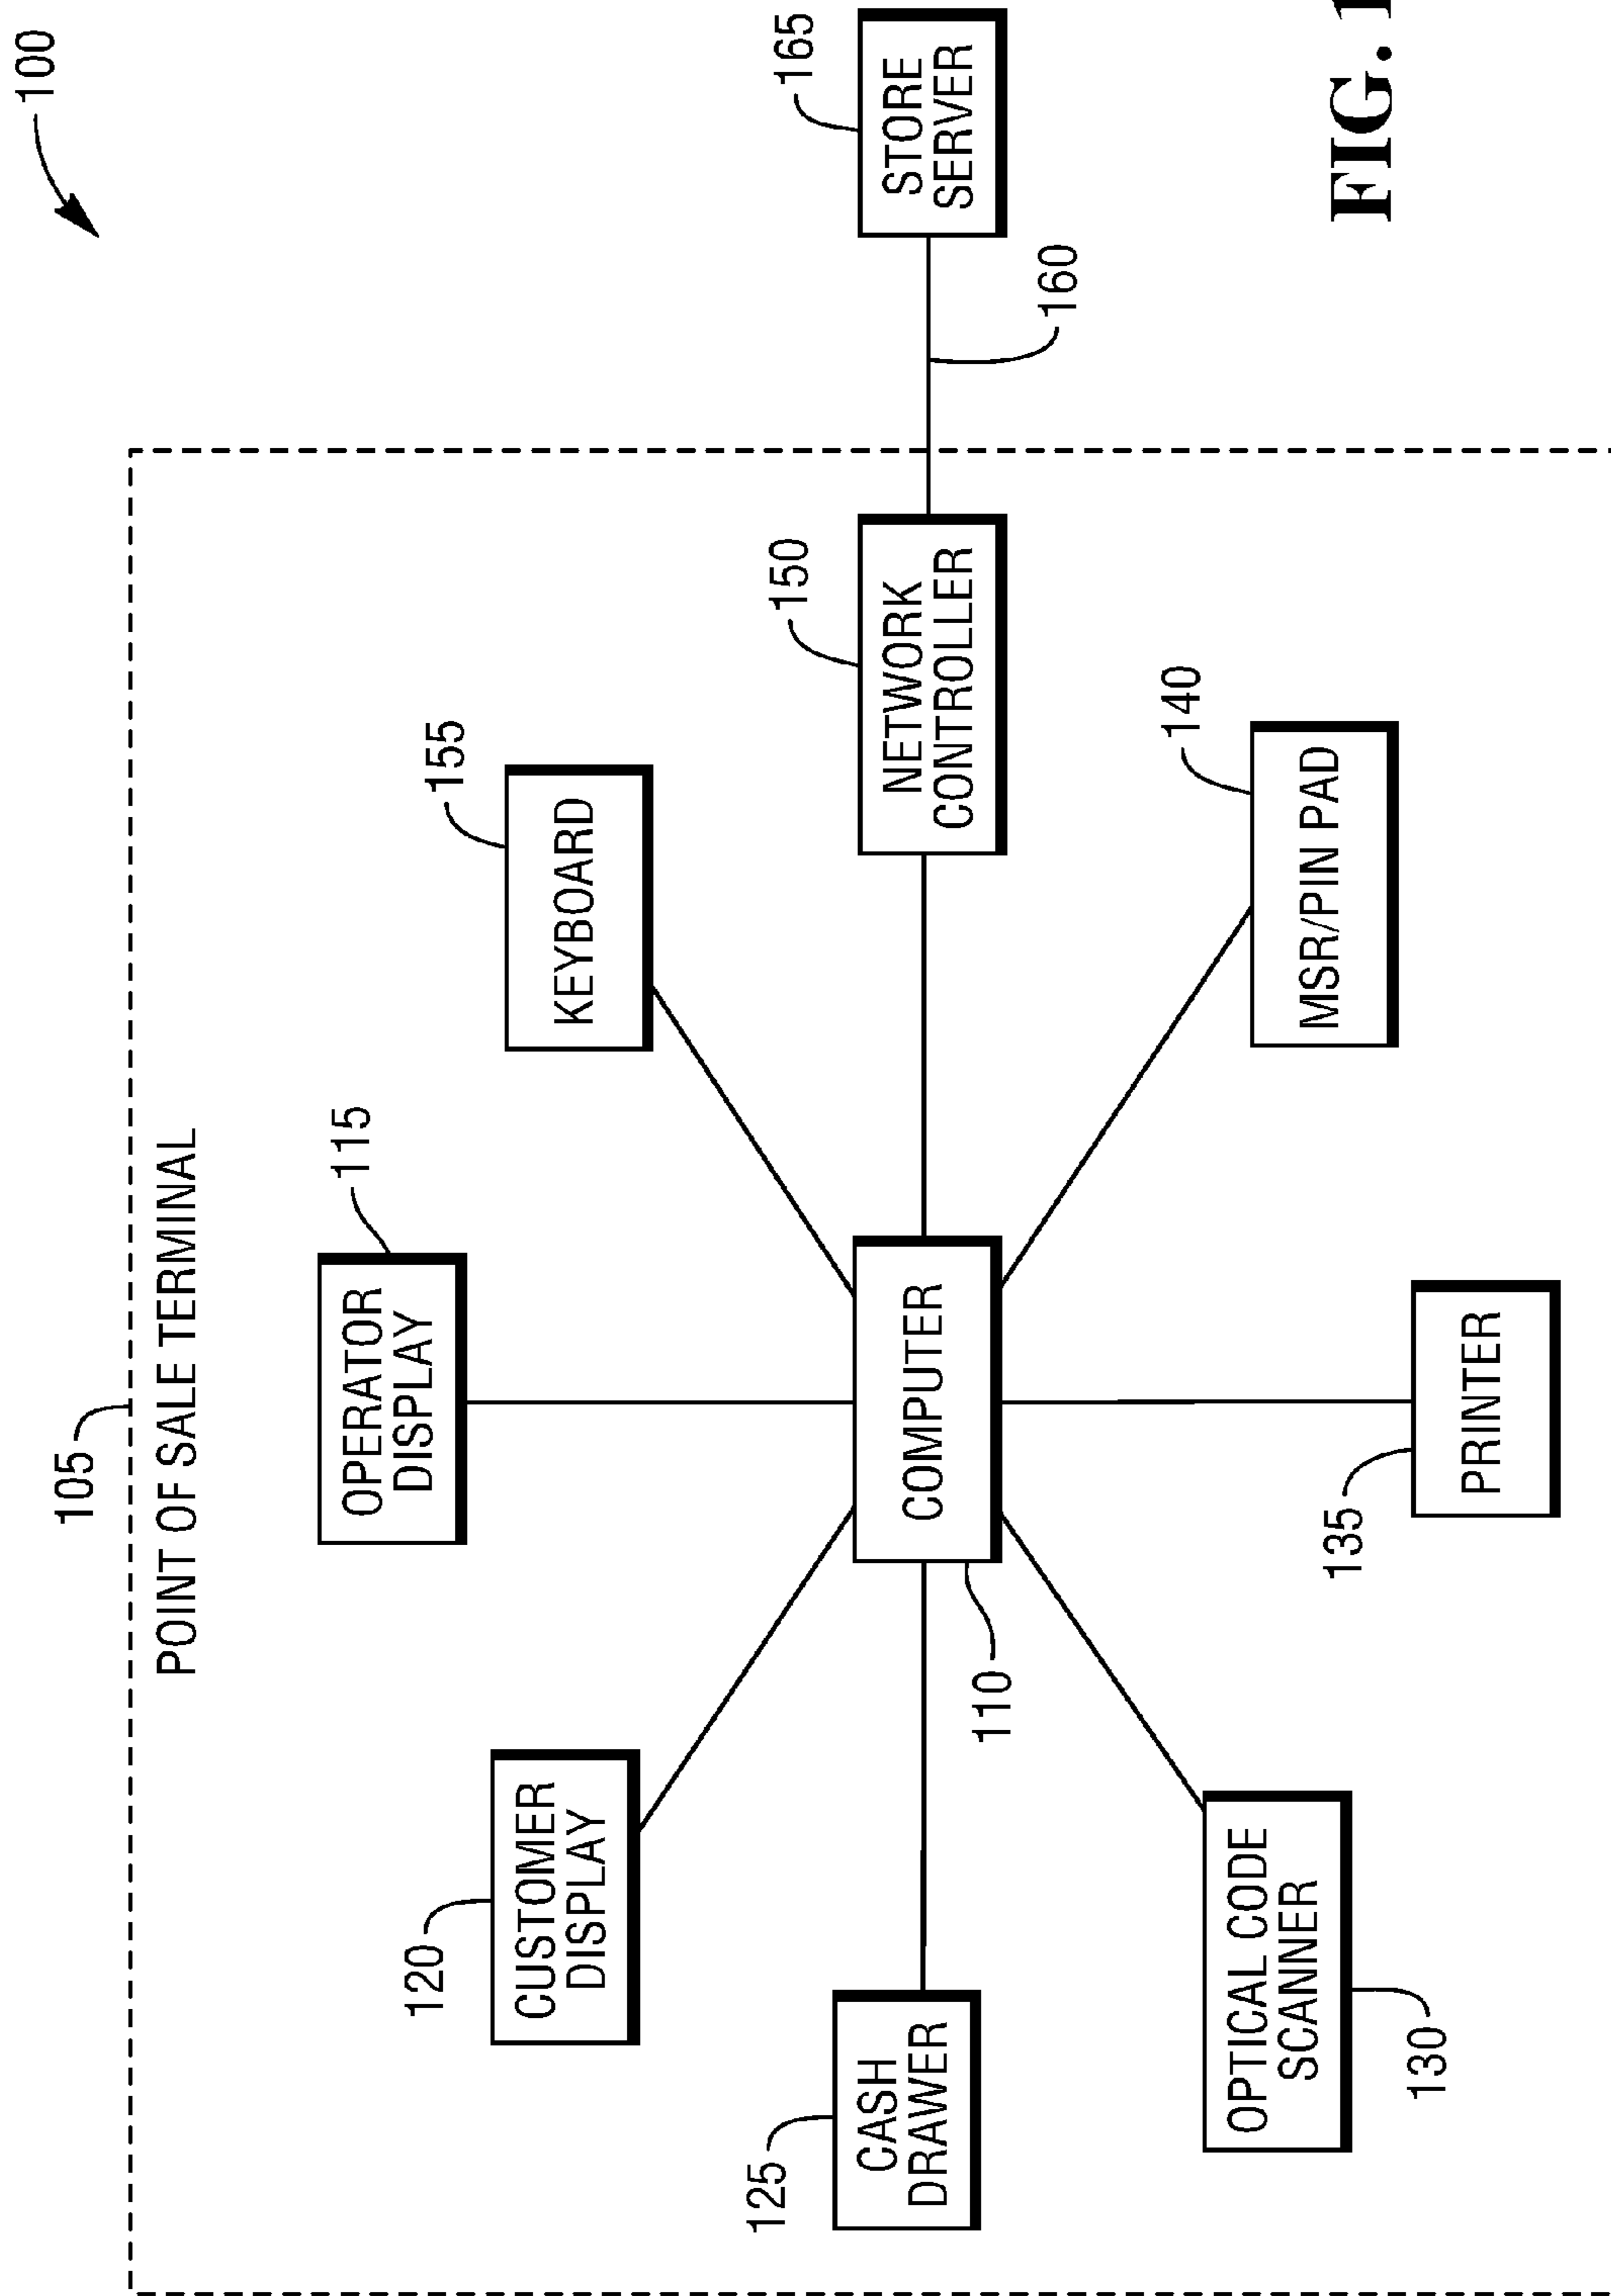 100
105
POINT OF SALE TERMINAL
OPERATOR
DISPLAY
115
120
CUSTOMER
DISPLAY
KEYBOARD
155
125
CASH
DRAWER
COMPUTER
110
NETWORK
CONTROLLER
150
STORE
SERVER
165
160
OPTICAL CODE
SCANNER
130
MSR/PIN PAD
140
PRINTER
135
FIG. 1